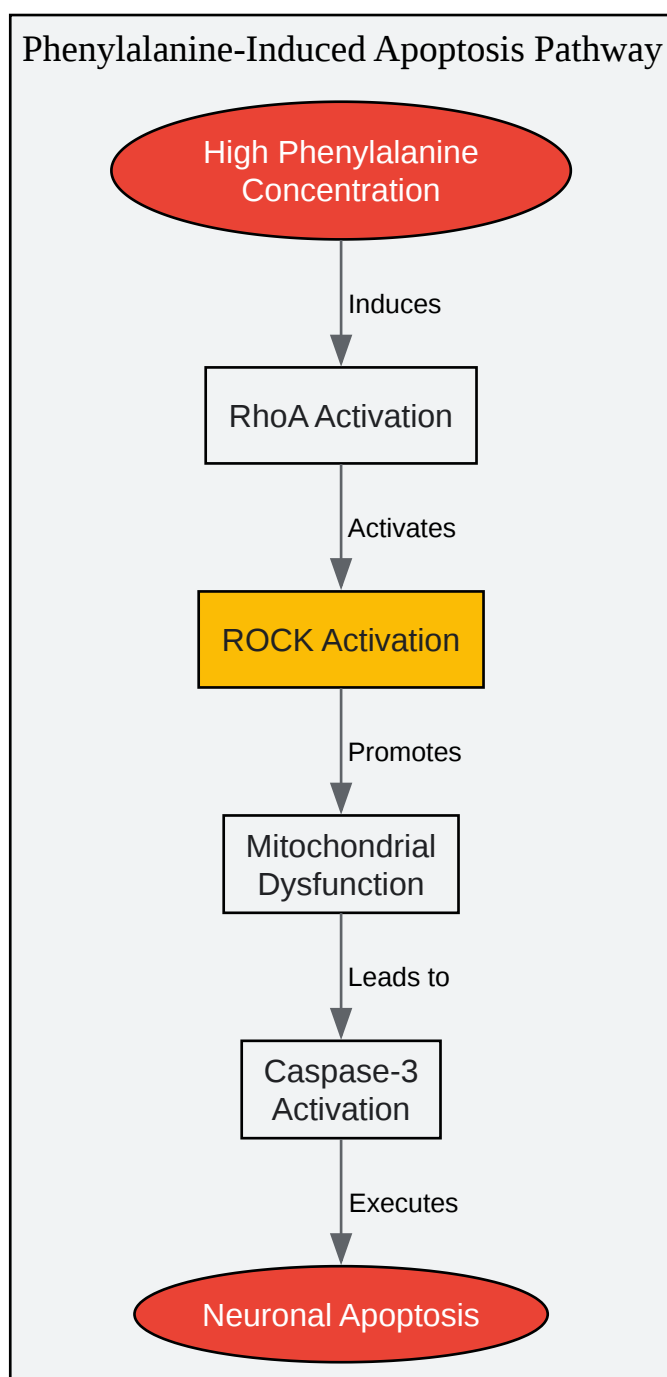 Phenylalanine-Induced Apoptosis Pathway
High Phenylalanine
Concentration
Induces
RhoA Activation
Activates
ROCK Activation
Promotes
Mitochondrial
Dysfunction
Leads to
Caspase-3
Activation
Executes
Neuronal Apoptosis